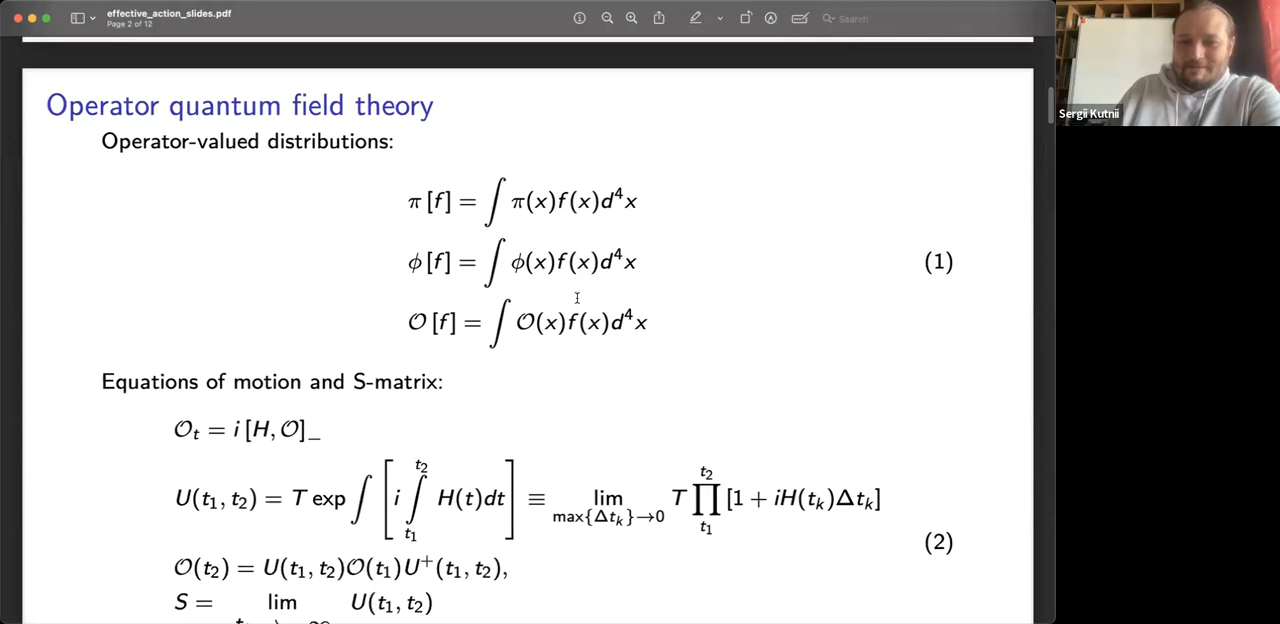 effective_action_slides.pdf
Page 2 of 12
Search
Operator quantum field theory
Operator-valued distributions:
π [f] = ∫ π(x)f(x)d⁴x
ϕ [f] = ∫ ϕ(x)f(x)d⁴x
(1)
𝒪 [f] = ∫ 𝒪(x)f(x)d⁴x
Equations of motion and S-matrix:
𝒪ₜ = i [H, 𝒪]₋
U(t₁, t₂) = T exp ∫ [ i ∫_{t₁}^{t₂} H(t)dt ] ≡ lim_{max{Δtₖ}→0} T ∏_{t₁}^{t₂} [1 + iH(tₖ)Δtₖ]
(2)
𝒪(t₂) = U(t₁, t₂)𝒪(t₁)U⁺(t₁, t₂),
S = lim U(t₁, t₂)
Sergii Kutnii